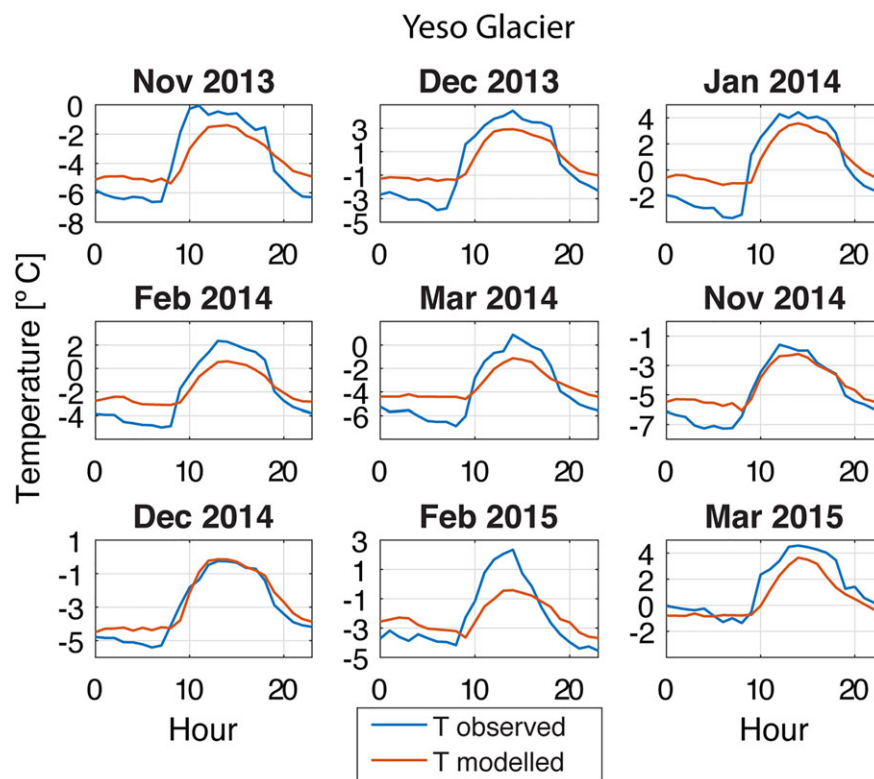 Yeso Glacier
Nov 2013
Dec 2013
Jan 2014
0
-2
-4
-6
-8
0 10 20
3
1
-1
-3
-5
0 10 20
4
2
0
-2
0 10 20
Temperature [º C]
Feb 2014
Mar 2014
Nov 2014
2
0
-2
-4
0 10 20
0
-2
-4
-6
0 10 20
-1
-3
-5
-7
0 10 20
Dec 2014
Feb 2015
Mar 2015
1
-1
-3
-5
0 10 20
3
1
-1
-3
-5
0 10 20
4
2
0
-2
0 10 20
Hour
Hour
T observed
T modelled